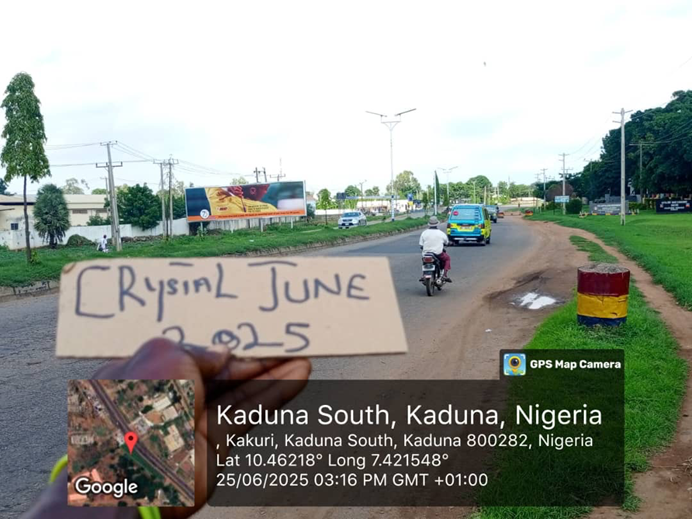 CRYSTAL JUNE
2025
GPS Map Camera
Kaduna South, Kaduna, Nigeria
, Kakuri, Kaduna South, Kaduna 800282, Nigeria
Lat 10.46218° Long 7.421548°
25/06/2025 03:16 PM GMT +01:00
Google